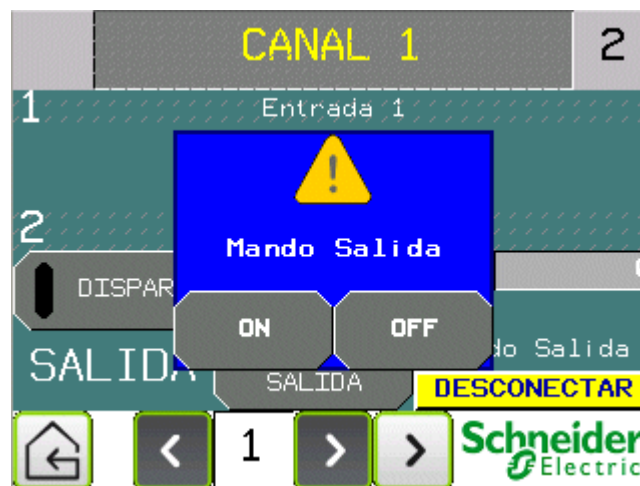 CANAL 1
2
1
Entrada 1
2
Mando Salida
DISPAR
ON
OFF
do Salida
SALIDA
SALIDA
DESCONECTAR
1
Schneider
Electric